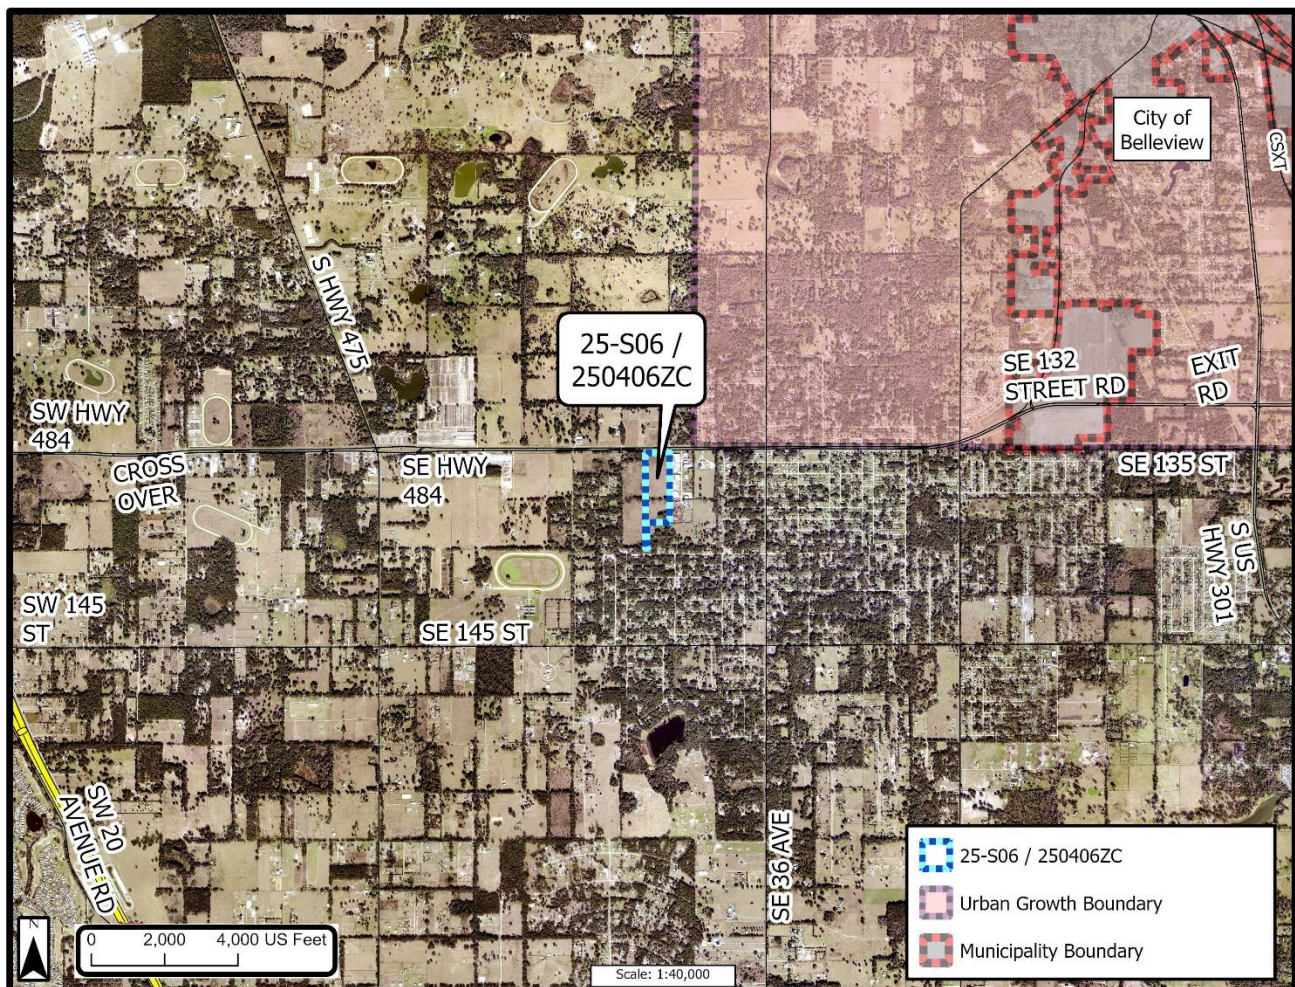 City of
Belleview
CSXT
S HWY 475
25-S06 /
250406ZC
SE 132
STREET RD
EXIT
RD
SW HWY
484
CROSS
OVER
SE HWY
484
SE 135 ST
S US
HWY 301
SW 145
ST
SE 145 ST
SW 20
AVENUE RD
SE 36 AVE
25-S06 / 250406ZC
Urban Growth Boundary
Municipality Boundary
N
0 2,000 4,000 US Feet
Scale: 1:40,000